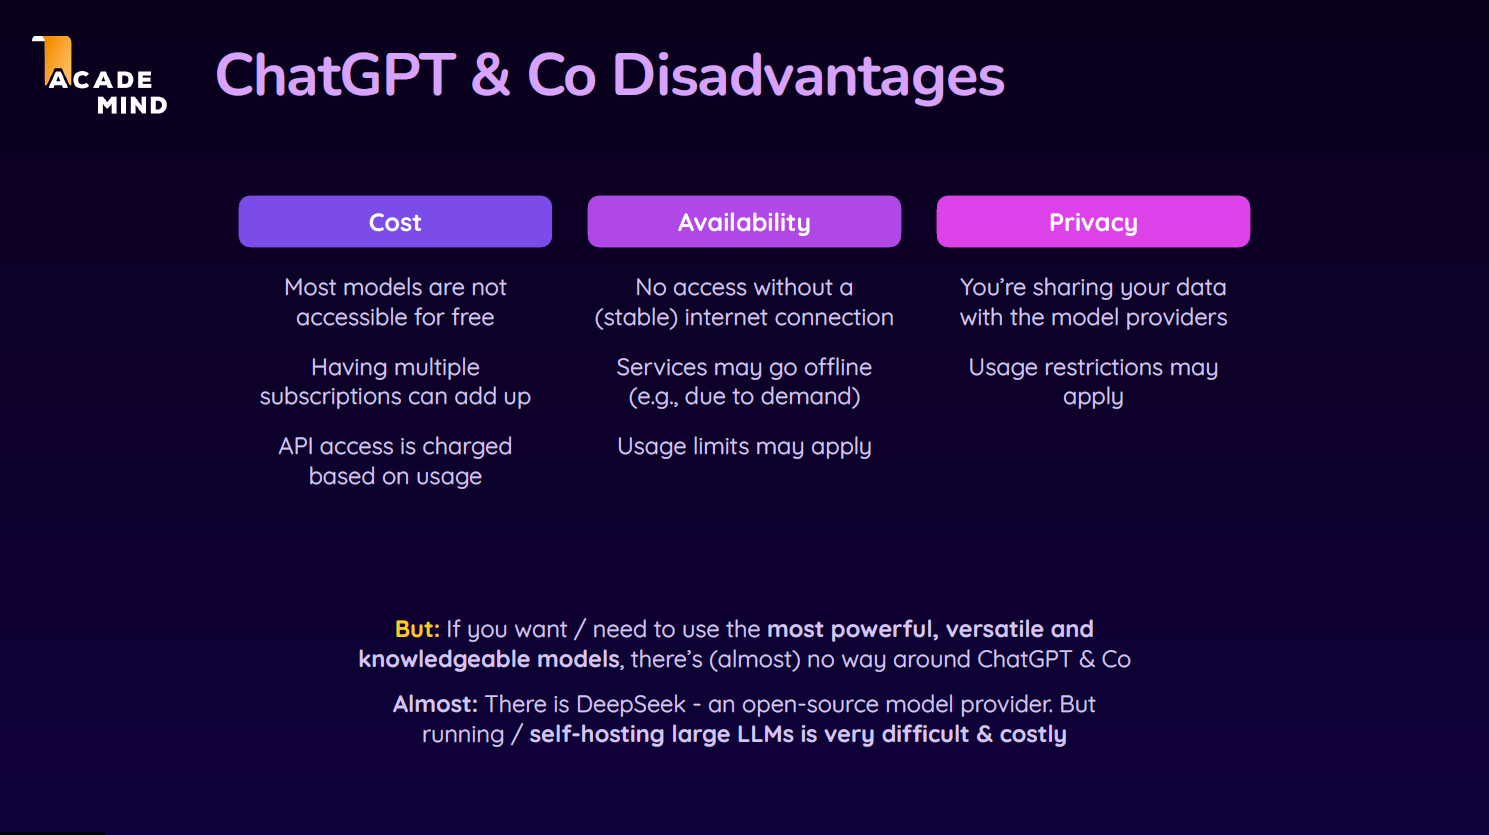 ACADE
MIND
ChatGPT & Co Disadvantages
Cost
Most models are not
accessible for free
Having multiple
subscriptions can add up
API access is charged
based on usage
Availability
No access without a
(stable) internet connection
Services may go offline
(e.g., due to demand)
Usage limits may apply
Privacy
You’re sharing your data
with the model providers
Usage restrictions may
apply
But: If you want / need to use the most powerful, versatile and
knowledgeable models, there’s (almost) no way around ChatGPT & Co
Almost: There is DeepSeek - an open-source model provider. But
running / self-hosting large LLMs is very difficult & costly